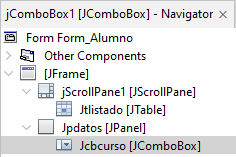 jComboBox1 [JComboBox] - Navigator
Form Form_Alumno
Other Components
[JFrame]
jScrollPane1 [JScrollPane]
Jtlistado [JTable]
Jpdatos [JPanel]
Jcbcurso [JComboBox]